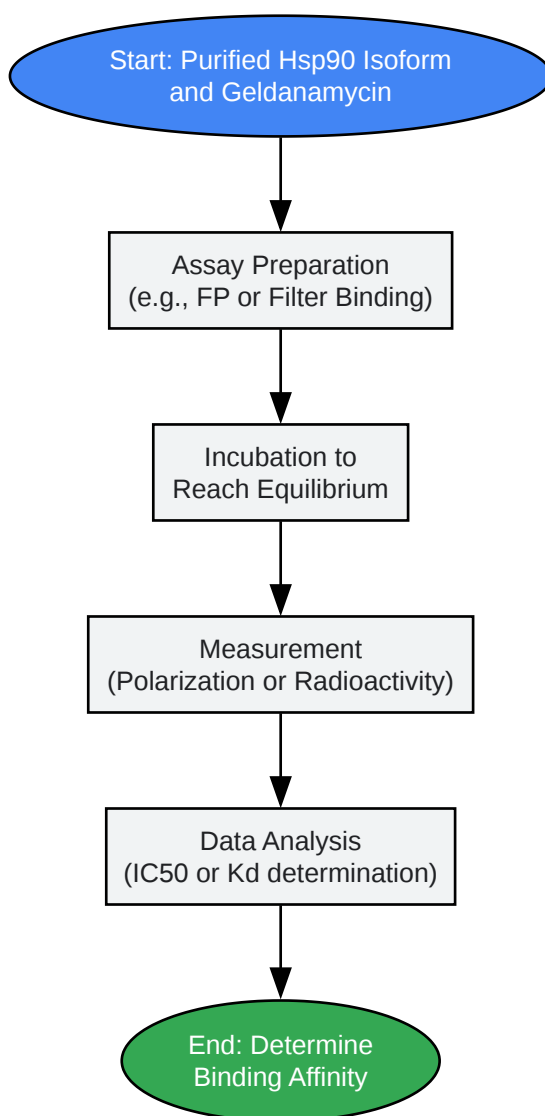 Start: Purified Hsp90 Isoform
and Geldanamycin
Assay Preparation
(e.g., FP or Filter Binding)
Incubation to
Reach Equilibrium
Measurement
(Polarization or Radioactivity)
Data Analysis
(IC50 or Kd determination)
End: Determine
Binding Affinity